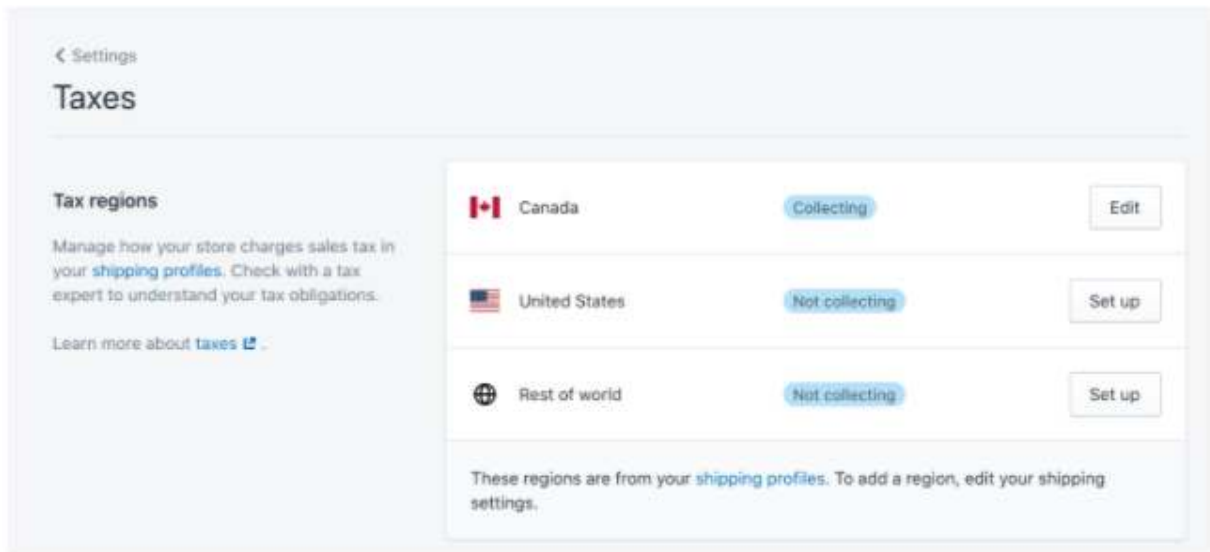 Settings
Taxes
Tax regions
Manage how your store charges sales tax in
your shipping profiles. Check with a tax
expert to understand your tax obligations.
Learn more about taxes .
Canada Collecting Edit
United States Not collecting Set up
Rest of world Not collecting Set up
These regions are from your shipping profiles. To add a region, edit your shipping
settings.